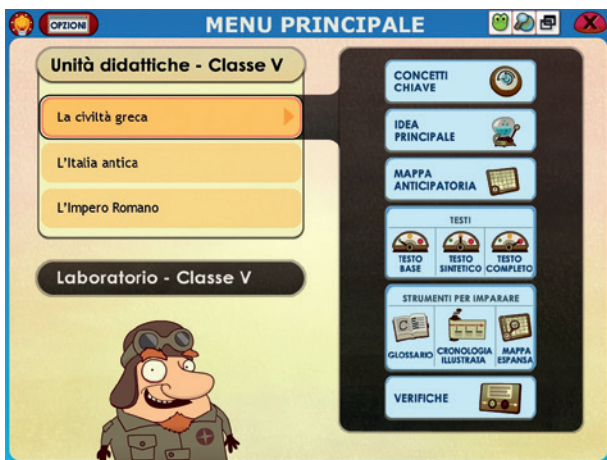 OPZIONI
MENU PRINCIPALE
Unità didattiche - Classe V
La civiltà greca
L'Italia antica
L'Impero Romano
Laboratorio - Classe V
CONCETTI
CHIAVE
IDEA
PRINCIPALE
MAPPA
ANTICIPATORIA
TESTI
TESTO BASE
TESTO SINTETICO
TESTO COMPLETO
STRUMENTI PER IMPARARE
GLOSSARIO
CRONOLOGIA ILLUSTRATA
MAPPA ESPANSA
VERIFICHE